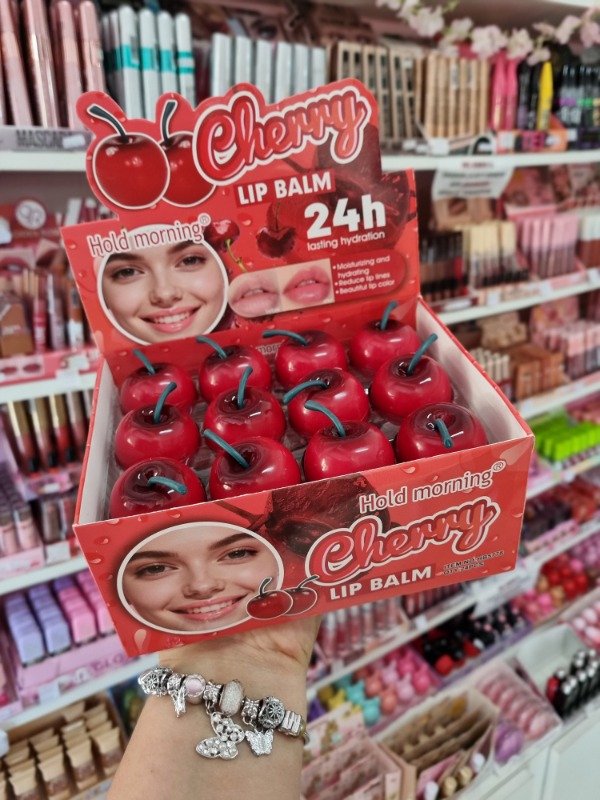 MASCARA
Cherry
LIP BALM
Hold morning®
24h
lasting hydration
• Moisturizing and
hydrating
• Reduce lip lines
• Beautiful lip color
Hold morning®
Cherry
LIP BALM